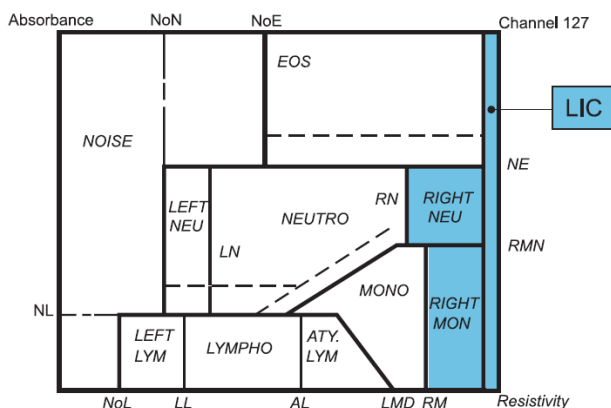 Absorbance NoN NoE Channel 127
EOS
LIC
NOISE
NE
LEFT
NEU
NEUTRO
RN
RIGHT
NEU
LN
RMN
MONO
RIGHT
MON
NL
LEFT
LYM
LYMPHO
ATY.
LYM
NoL LL AL LMD RM Resistivity